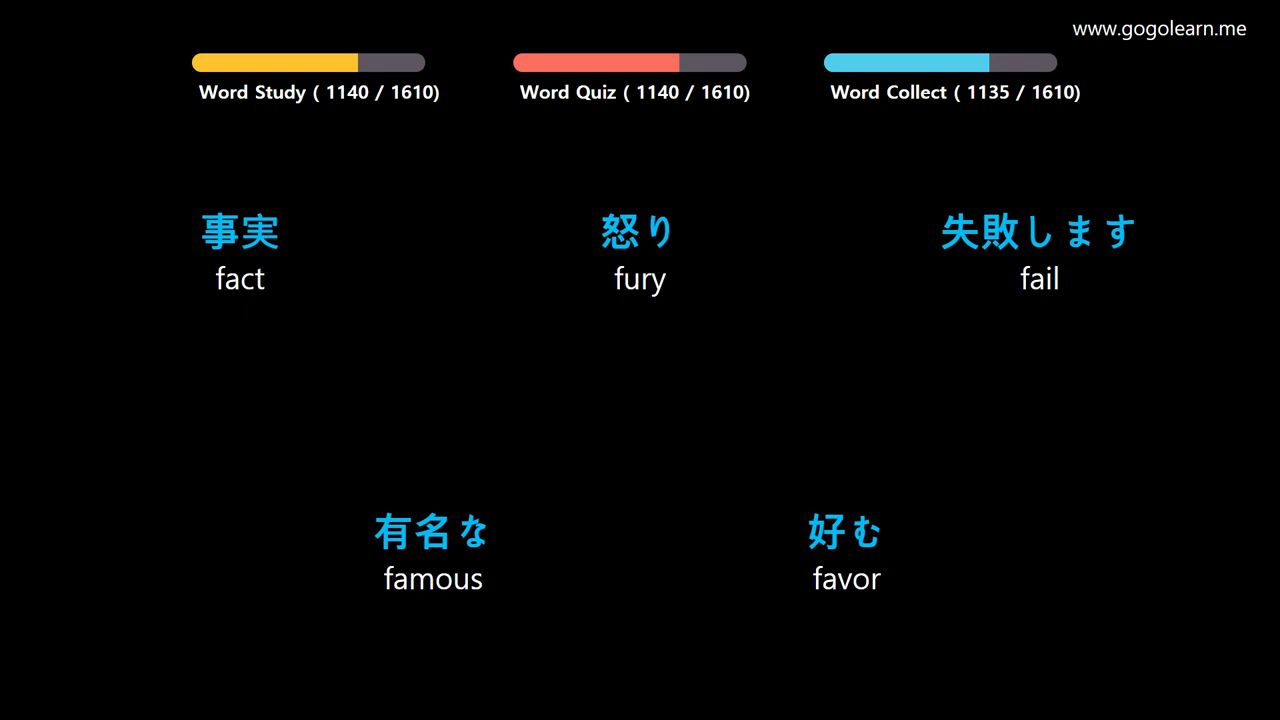 www.gogolearn.me
Word Study ( 1140 / 1610)
Word Quiz ( 1140 / 1610)
Word Collect ( 1135 / 1610)
事実
fact
怒り
fury
失敗します
fail
有名な
famous
好む
favor